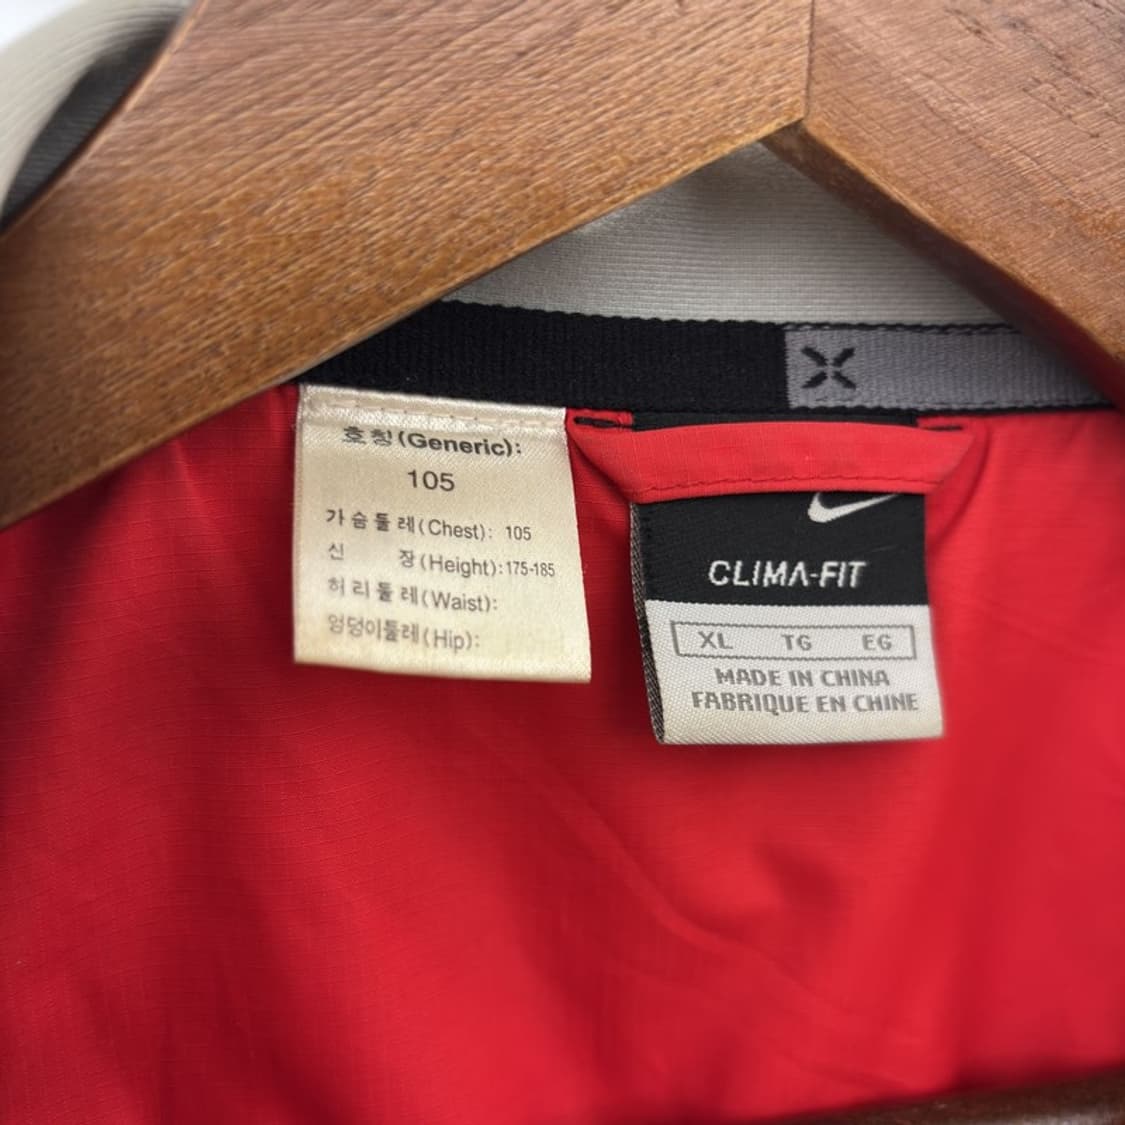 호칭(Generic):
105
가슴둘레(Chest): 105
신 장(Height):175-185
허리둘레(Waist):
엉덩이둘레(Hip):
CLIMA-FIT
XL TG EG
MADE IN CHINA
FABRIQUE EN CHINE